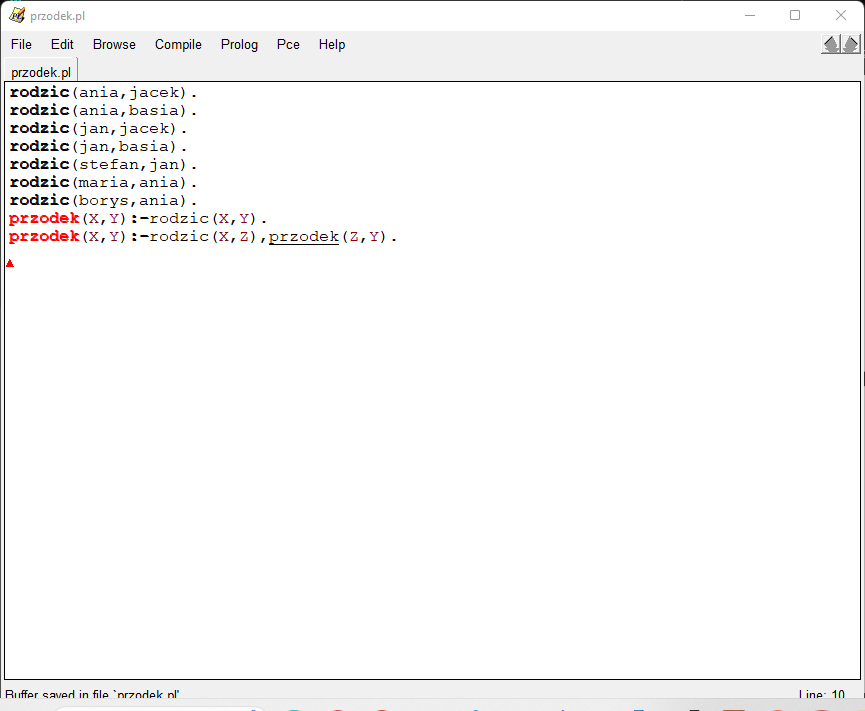 przodek.pl
File Edit Browse Compile Prolog Pce Help
przodek.pl
rodzic(ania,jacek).
rodzic(ania,basia).
rodzic(jan,jacek).
rodzic(jan,basia).
rodzic(stefan,jan).
rodzic(maria,ania).
rodzic(borys,ania).
przodek(X,Y):-rodzic(X,Y).
przodek(X,Y):-rodzic(X,Z),przodek(Z,Y).
Buffer saved in file `przodek.pl' Line: 10